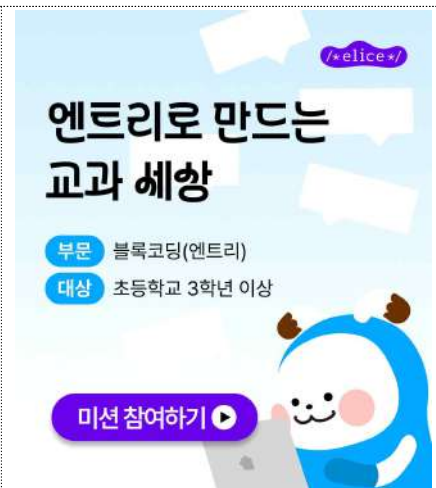 /*elice*/
엔트리로 만드는
교과 세상
부문 블록코딩(엔트리)
대상 초등학교 3학년 이상
미션 참여하기